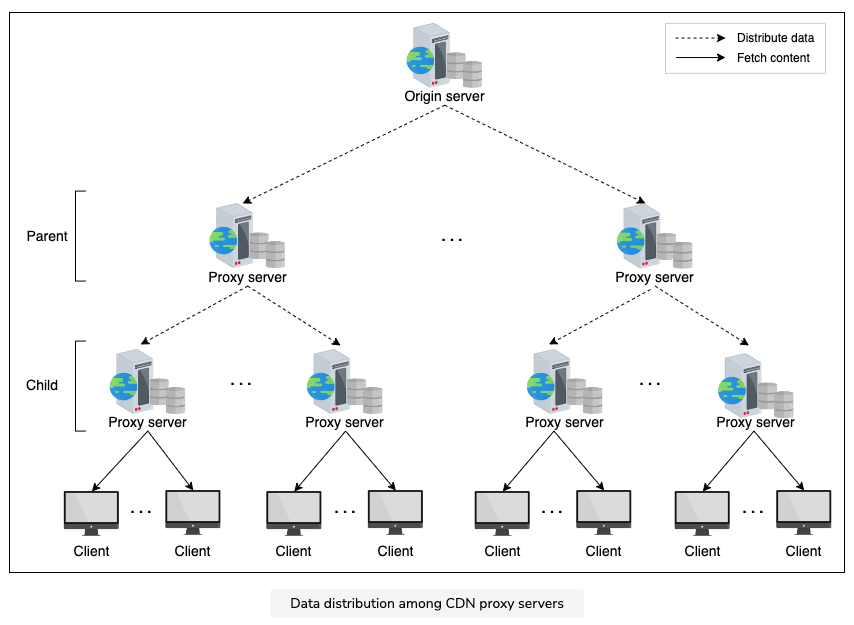 Distribute data
Fetch content
Origin server
Parent
...
Proxy server
Proxy server
Child
...
...
Proxy server
Proxy server
Proxy server
Proxy server
...
...
...
...
Client
Client
Client
Client
Client
Client
Client
Client
Data distribution among CDN proxy servers